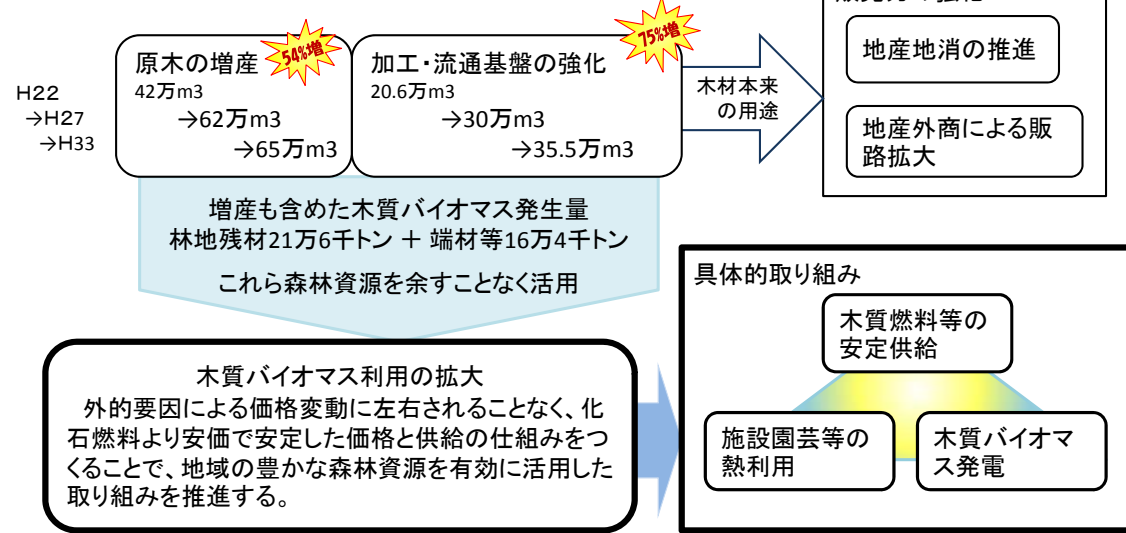 H22
→H27
→H33
原木の増産
54%増
42万m3
→62万m3
→65万m3
加工・流通基盤の強化
75%増
20.6万m3
→30万m3
→35.5万m3
木材本来
の用途
地産地消の推進
地産外商による販
路拡大
増産も含めた木質バイオマス発生量
林地残材21万6千トン ＋ 端材等16万4千トン
これら森林資源を余すことなく活用
木質バイオマス利用の拡大
外的要因による価格変動に左右されることなく、化
石燃料より安価で安定した価格と供給の仕組みをつ
くることで、地域の豊かな森林資源を有効に活用した
取り組みを推進する。
具体的取り組み
木質燃料等の
安定供給
施設園芸等の
熱利用
木質バイオマ
ス発電